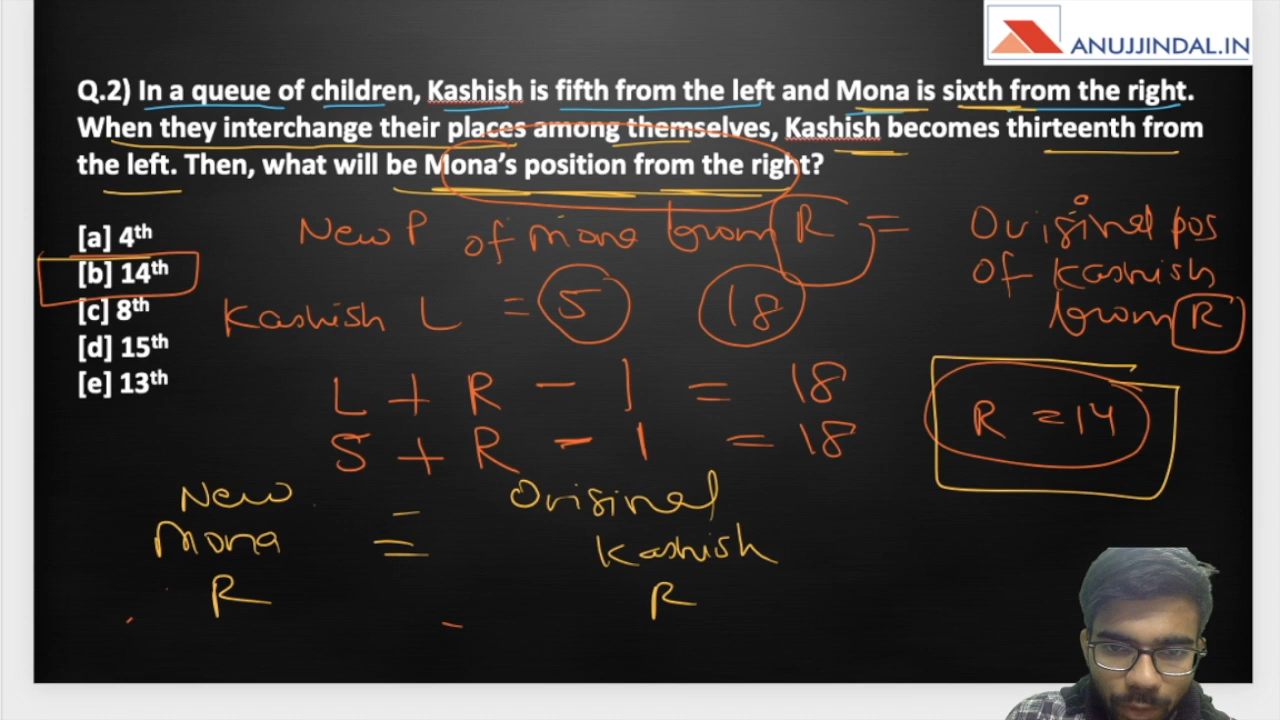 ANUJJINDAL.IN
Q.2) In a queue of children, Kashish is fifth from the left and Mona is sixth from the right.
When they interchange their places among themselves, Kashish becomes thirteenth from
the left. Then, what will be Mona's position from the right?
[a] 4th
[b] 14th
[c] 8th
[d] 15th
[e] 13th
New P of Mona from R = Original pos
of Kashish
from R
Kashish L = 5 18
L + R - 1 = 18
5 + R - 1 = 18
R = 14
New Original
Mona = Kashish
R R